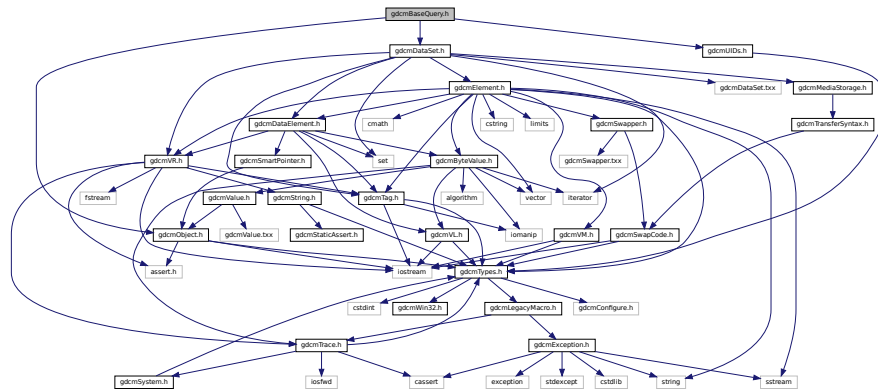 gdcmBaseQuery.h
gdcmDataSet.h
gdcmUIDs.h
gdcmElement.h
gdcmDataSet.txx
gdcmMediaStorage.h
gdcmDataElement.h
cmath
cstring
limits
gdcmSwapper.h
gdcmTransferSyntax.h
gdcmVR.h
gdcmSmartPointer.h
set
gdcmByteValue.h
gdcmSwapper.txx
fstream
gdcmValue.h
gdcmString.h
gdcmTag.h
algorithm
vector
iterator
gdcmObject.h
gdcmValue.txx
gdcmStaticAssert.h
gdcmVL.h
iomanip
gdcmVM.h
gdcmSwapCode.h
assert.h
iostream
gdcmTypes.h
cstdint
gdcmWin32.h
gdcmLegacyMacro.h
gdcmConfigure.h
gdcmTrace.h
gdcmException.h
gdcmSystem.h
iosfwd
cassert
exception
stdexcept
cstdlib
string
sstream